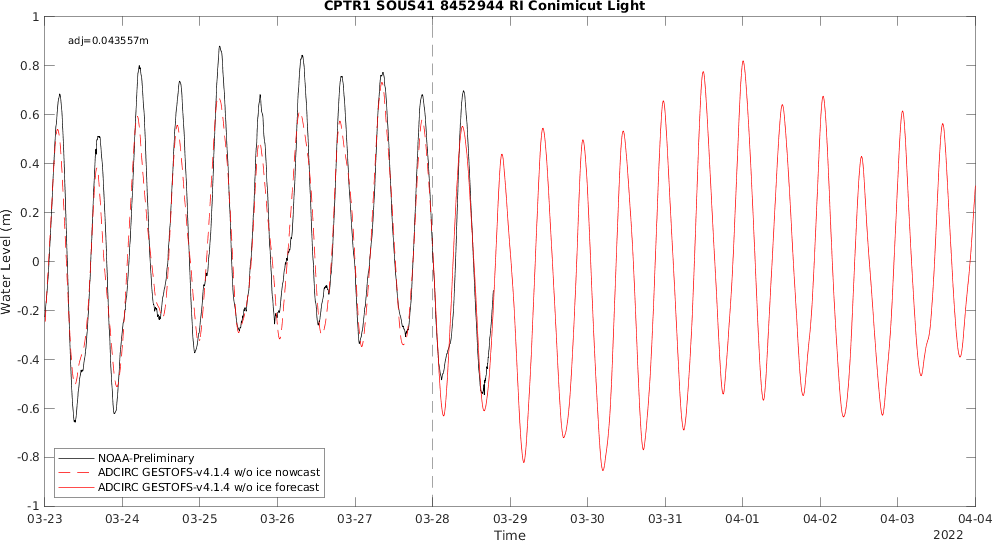 CPTR1 SOUS41 8452944 RI Conimicut Light
adj=0.043557m
1
0.8
0.6
0.4
0.2
0
-0.2
-0.4
-0.6
-0.8
-1
Water Level (m)
NOAA-Preliminary
ADCIRC GESTOFS-v4.1.4 w/o ice nowcast
ADCIRC GESTOFS-v4.1.4 w/o ice forecast
03-23 03-24 03-25 03-26 03-27 03-28 03-29 03-30 03-31 04-01 04-02 04-03 04-04
Time
2022